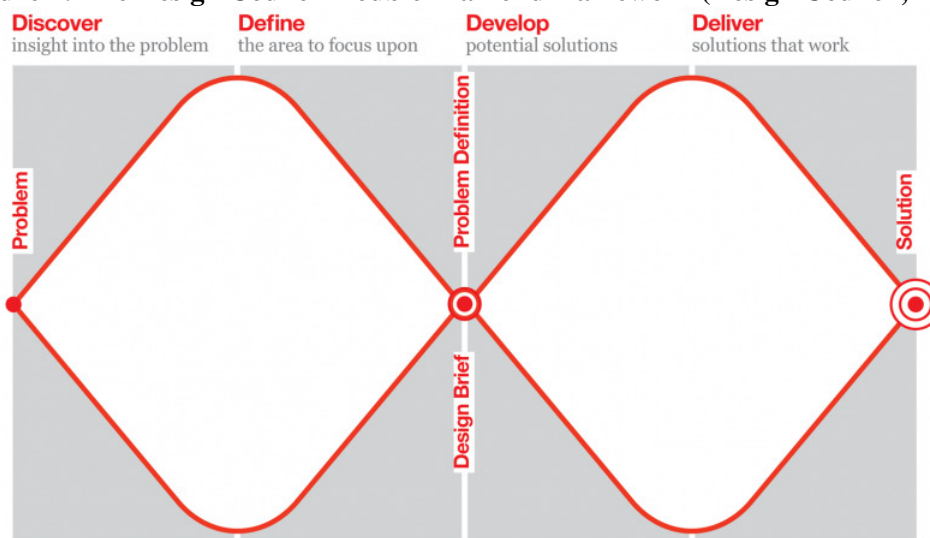 Discover
insight into the problem
Define
the area to focus upon
Develop
potential solutions
Deliver
solutions that work
Problem
Problem Definition
Design Brief
Solution